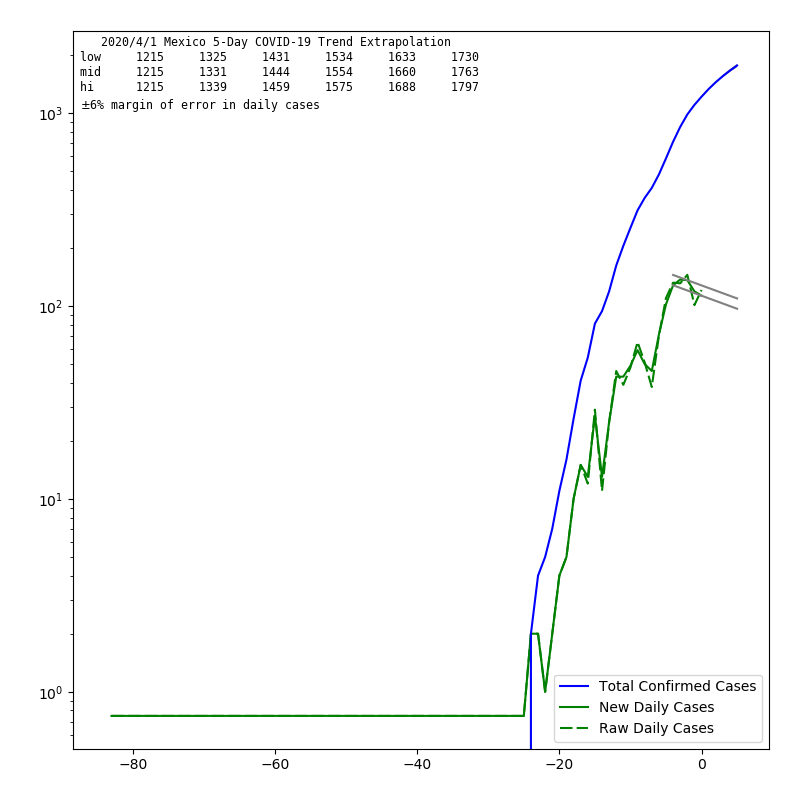 2020/4/1 Mexico 5-Day COVID-19 Trend Extrapolation
low 1215 1325 1431 1534 1633 1730
mid 1215 1331 1444 1554 1660 1763
hi 1215 1339 1459 1575 1688 1797
±6% margin of error in daily cases
10³
10²
10¹
10⁰
Total Confirmed Cases
New Daily Cases
Raw Daily Cases
−80 −60 −40 −20 0